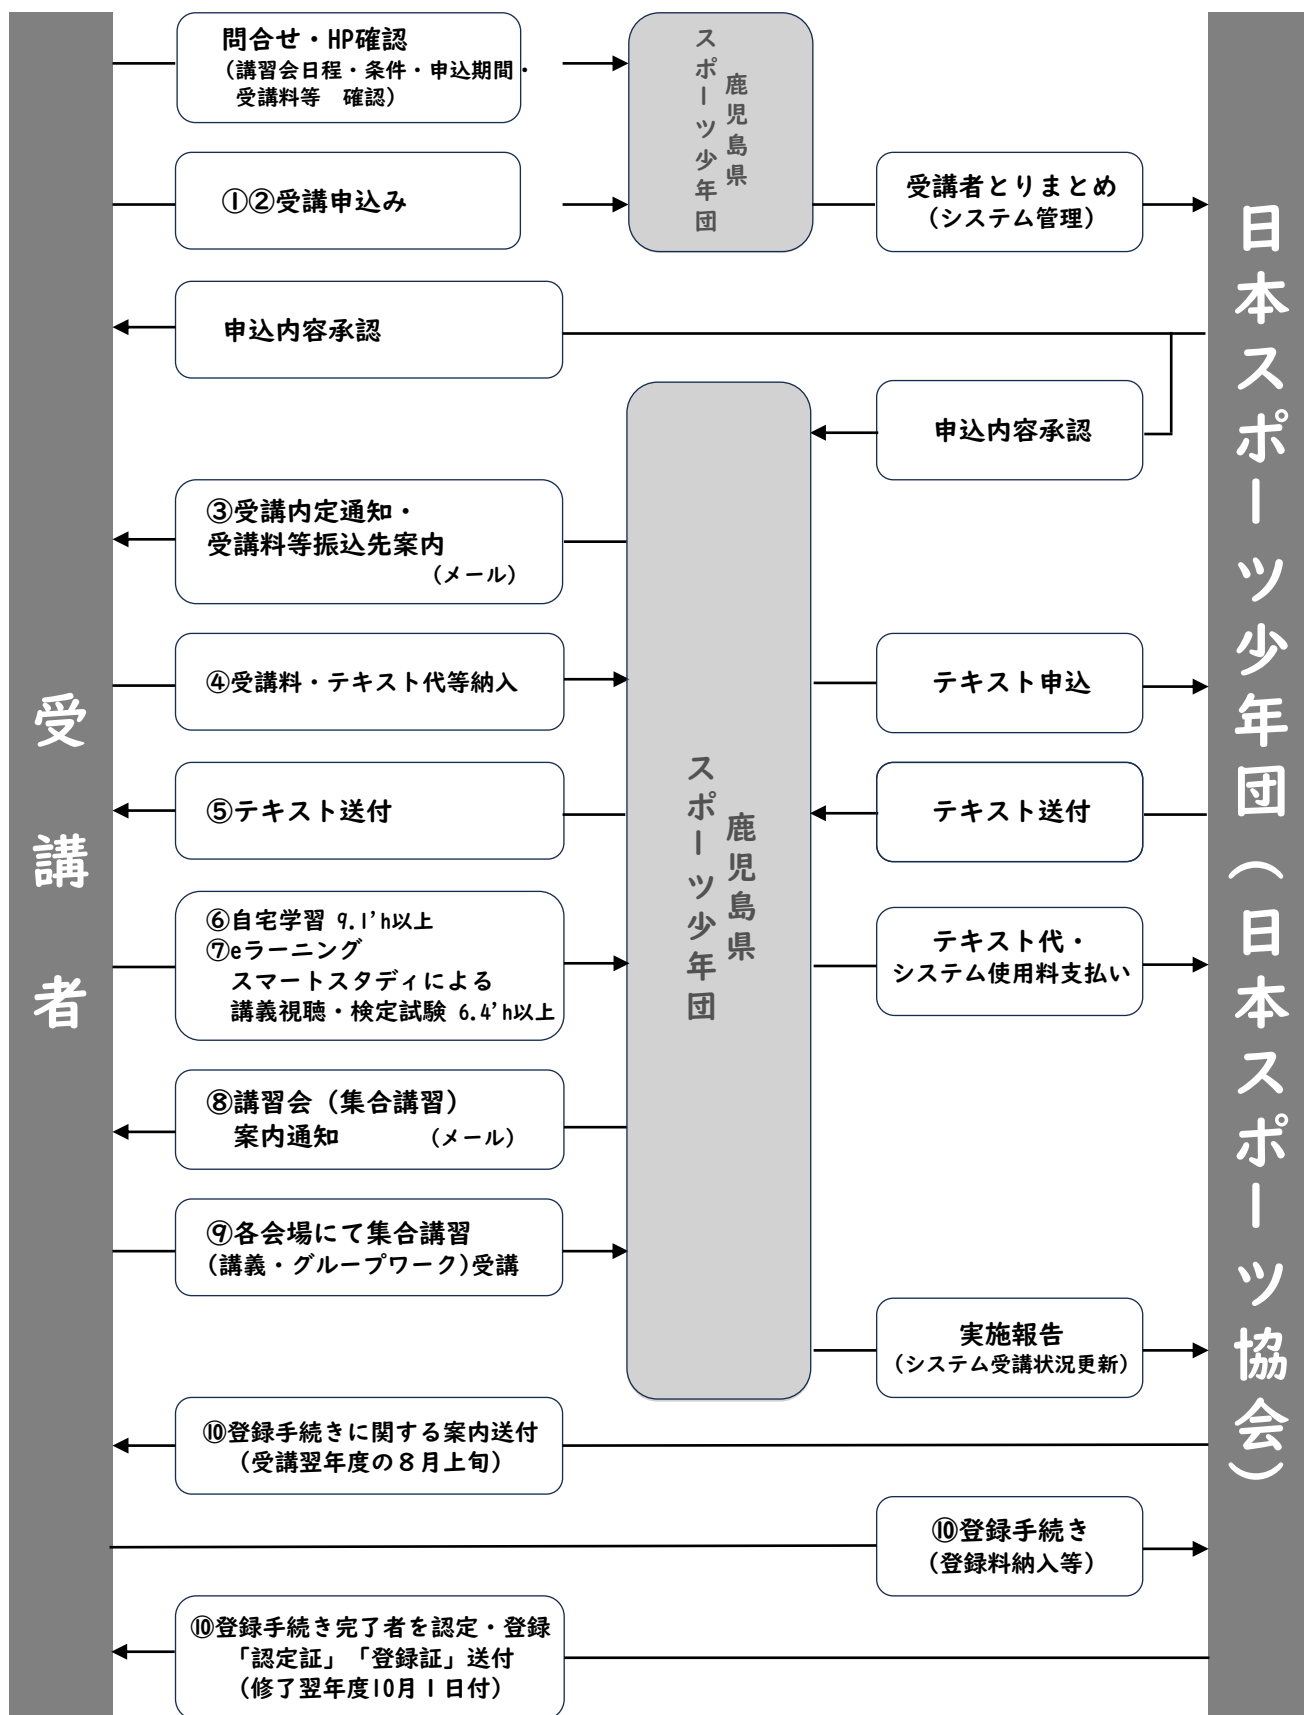 問合せ・HP確認
（講習会日程・条件・申込期間・
受講料等　確認）
鹿児島県
スポーツ少年団
①②受講申込み
受講者とりまとめ
（システム管理）
申込内容承認
申込内容承認
③受講内定通知・
受講料等振込先案内
（メール）
④受講料・テキスト代等納入
テキスト申込
⑤テキスト送付
テキスト送付
鹿児島県
スポーツ少年団
⑥自宅学習 9.1’h以上
⑦eラーニング
スマートスタディによる
講義視聴・検定試験 6.4’h以上
テキスト代・
システム使用料支払い
⑧講習会（集合講習）
案内通知　　　（メール）
⑨各会場にて集合講習
(講義・グループワーク)受講
実施報告
（システム受講状況更新）
⑩登録手続きに関する案内送付
（受講翌年度の８月上旬）
⑩登録手続き
（登録料納入等）
⑩登録手続き完了者を認定・登録
「認定証」「登録証」送付
（修了翌年度10月１日付）
受講者
日本スポーツ少年団（日本スポーツ協会）